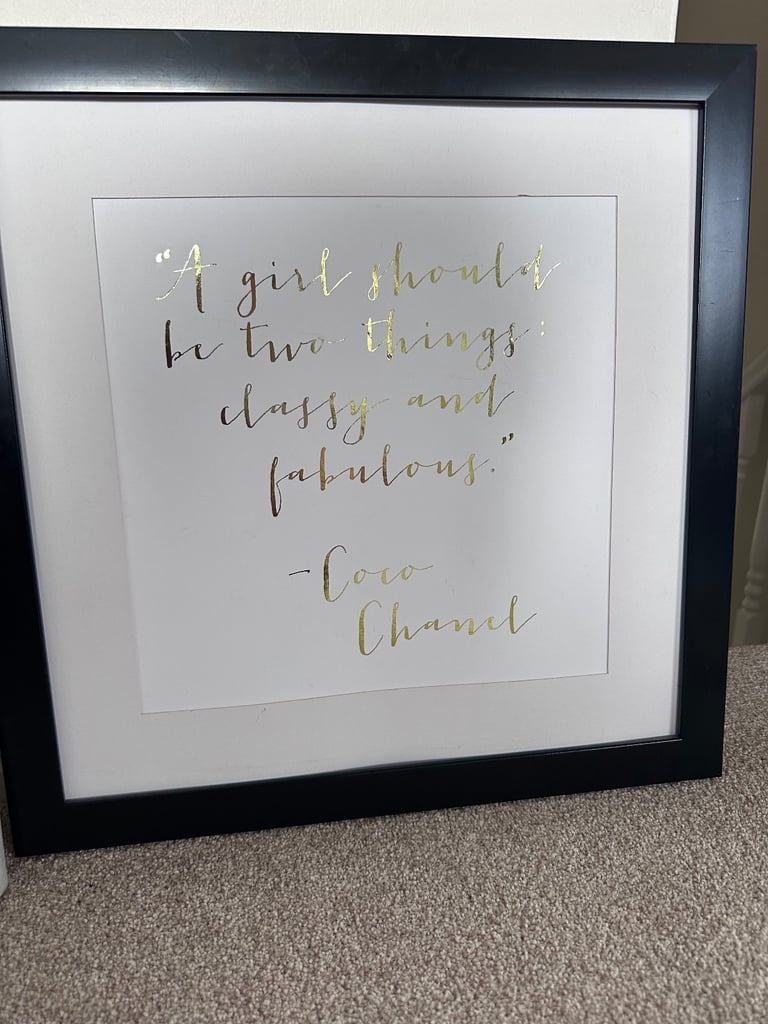 “A girl should
be two things:
classy and
fabulous.”
-Coco
Chanel